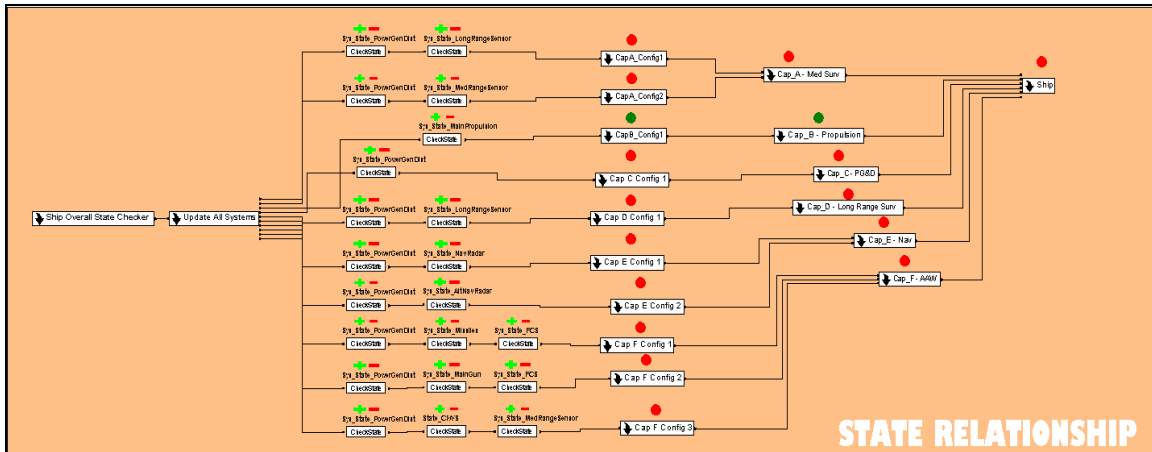 Sys_State_PowerGenDist Sys_State_LongRangeSensor
CheckState CheckState CapA_Config1
Cap_A - Med Surv
Ship
Sys_State_PowerGenDist Sys_State_MedRangeSensor
CheckState CheckState CapA_Config2
Sys_State_MainPropulsion
CheckState CapB_Config1 Cap_B - Propulsion
Sys_State_PowerGenDist
CheckState Cap C Config 1 Cap_C- PG&D
Sys_State_PowerGenDist Sys_State_LongRangeSensor
Cap_D - Long Range Surv
Ship Overall State Checker Update All Systems CheckState CheckState Cap D Config 1
Cap_E - Nav
Sys_State_PowerGenDist Sys_State_NavRadar
CheckState CheckState Cap E Config 1
Cap_F- AAW
Sys_State_PowerGenDist Sys_State_AltNavRadar
CheckState CheckState Cap E Config 2
Sys_State_PowerGenDist Sys_State_FCS
CheckState CheckState CheckState Cap F Config 1
Sys_State_PowerGenDist Sys_State_MainGun Sys_State_FCS
CheckState CheckState CheckState Cap F Config 2
Sys_State_PowerGenDist Sys_State_MedRangeSensor
CheckState CheckState CheckState Cap F Config 3
STATE RELATIONSHIP